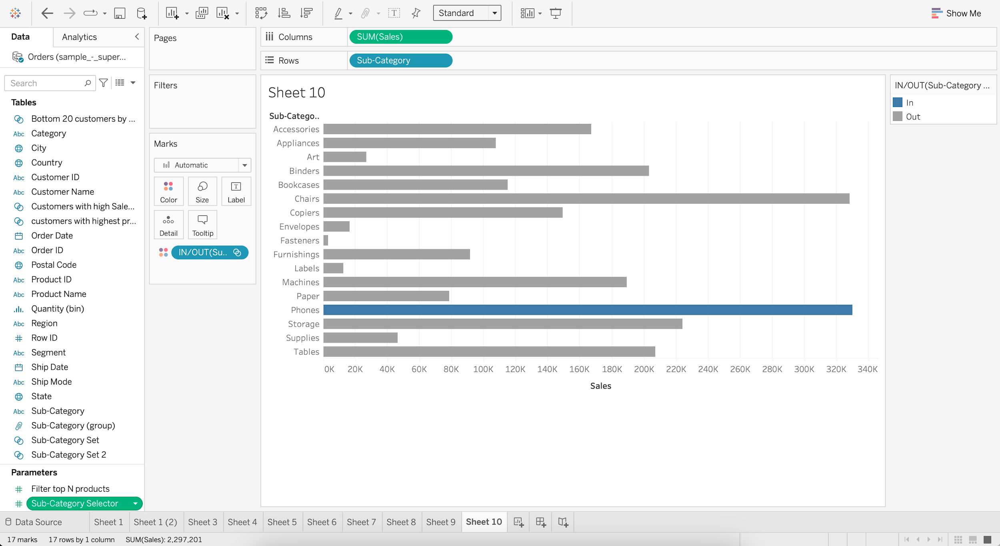 Standard
Show Me
Data
Analytics
Orders (sample_-_super...
Search
Tables
Bottom 20 customers by ...
Abc Category
City
Country
Abc Customer ID
Abc Customer Name
Customers with high Sale...
customers with highest pr...
Order Date
Abc Order ID
Postal Code
Abc Product ID
Abc Product Name
Quantity (bin)
Abc Region
# Row ID
Abc Segment
Ship Date
Abc Ship Mode
State
Abc Sub-Category
Sub-Category (group)
Sub-Category Set
Sub-Category Set 2
Parameters
# Filter top N products
# Sub-Category Selector
Pages
Filters
Marks
Automatic
Color Size Label
Detail Tooltip
IN/OUT(Su..
Columns SUM(Sales)
Rows Sub-Category
Sheet 10
Sub-Catego..
Accessories
Appliances
Art
Binders
Bookcases
Chairs
Copiers
Envelopes
Fasteners
Furnishings
Labels
Machines
Paper
Phones
Storage
Supplies
Tables
0K 20K 40K 60K 80K 100K 120K 140K 160K 180K 200K 220K 240K 260K 280K 300K 320K 340K
Sales
IN/OUT(Sub-Category ...
In
Out
Data Source Sheet 1 Sheet 1 (2) Sheet 3 Sheet 4 Sheet 5 Sheet 6 Sheet 7 Sheet 8 Sheet 9 Sheet 10
17 marks 17 rows by 1 column SUM(Sales): 2,297,201